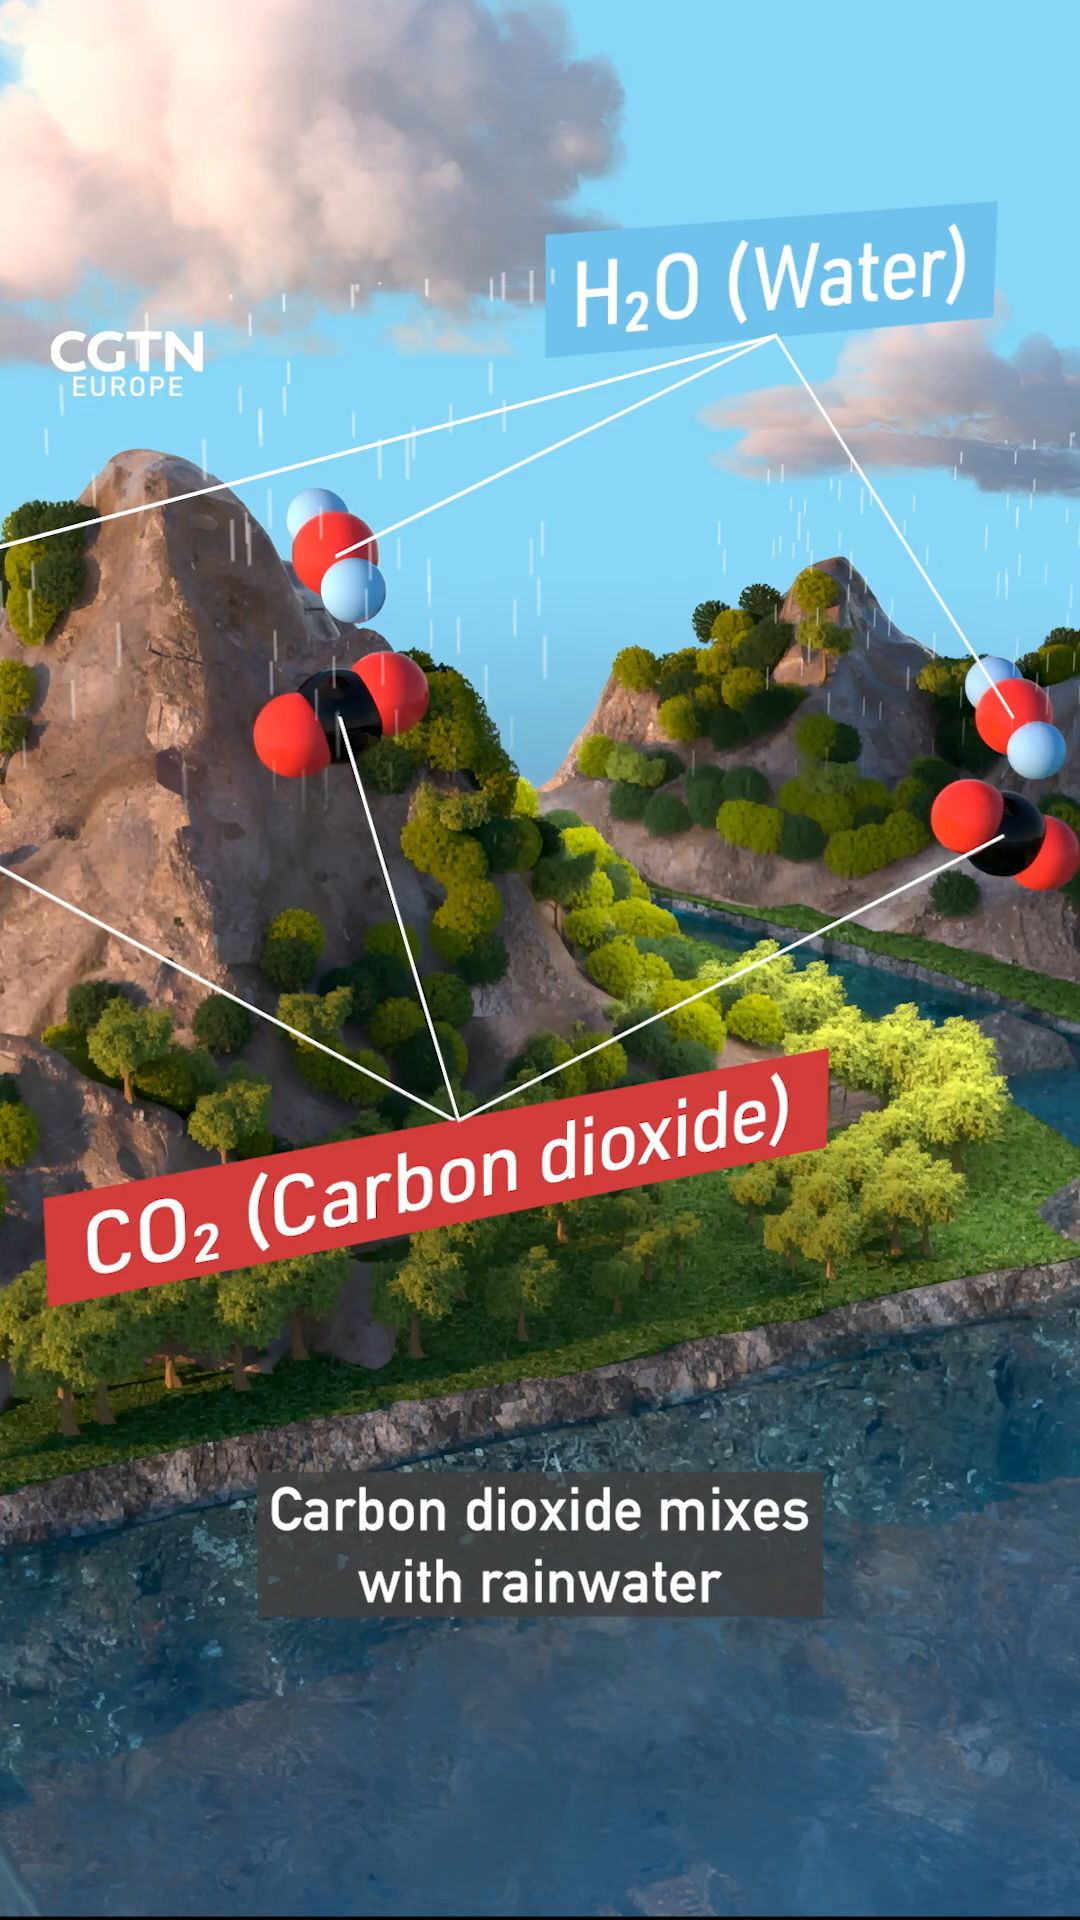 H₂O (Water)
CGTN
EUROPE
CO₂ (Carbon dioxide)
Carbon dioxide mixes
with rainwater